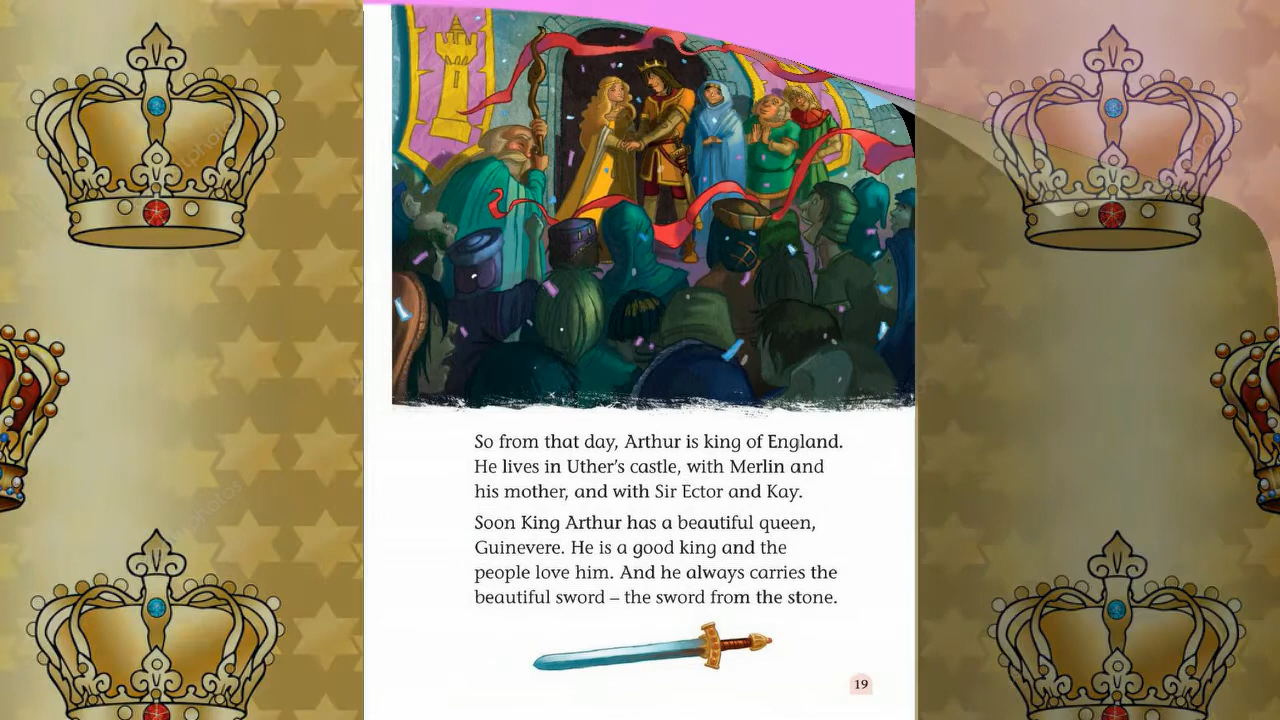 So from that day, Arthur is king of England.
He lives in Uther's castle, with Merlin and
his mother, and with Sir Ector and Kay.
Soon King Arthur has a beautiful queen,
Guinevere. He is a good king and the
people love him. And he always carries the
beautiful sword – the sword from the stone.
19